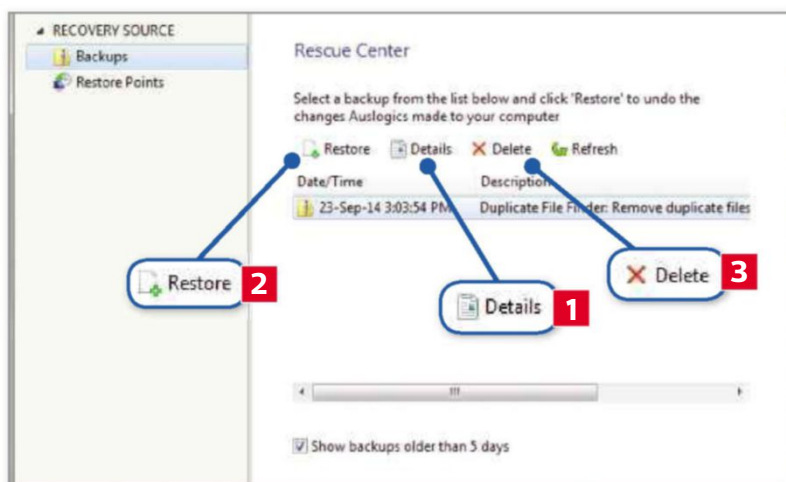 RECOVERY SOURCE
Backups
Restore Points
Rescue Center
Select a backup from the list below and click 'Restore' to undo the
changes Auslogics made to your computer
Restore Details Delete Refresh
Date/Time Description
23-Sep-14 3:03:54 PM Duplicate File Finder: Remove duplicate files
Restore 2
Details 1
Delete 3
Show backups older than 5 days